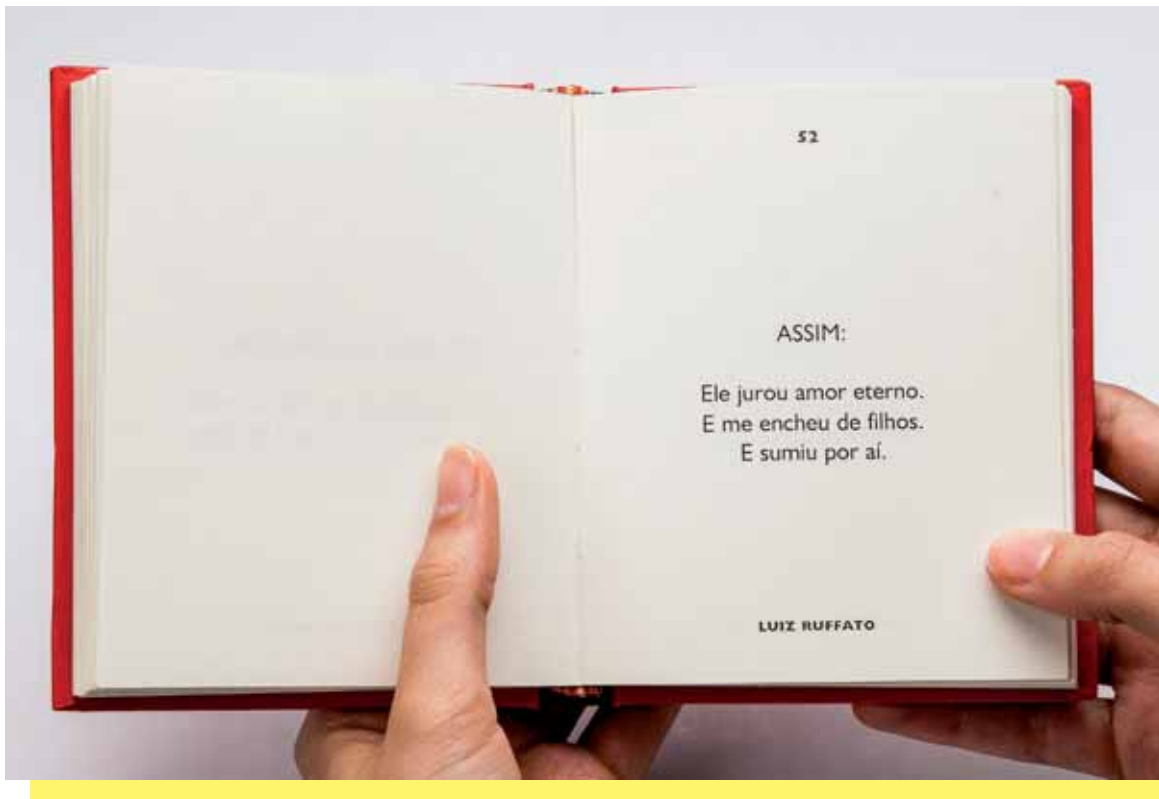 52
ASSIM:
Ele jurou amor eterno.
E me encheu de filhos.
E sumiu por aí.
LUIZ RUFFATO